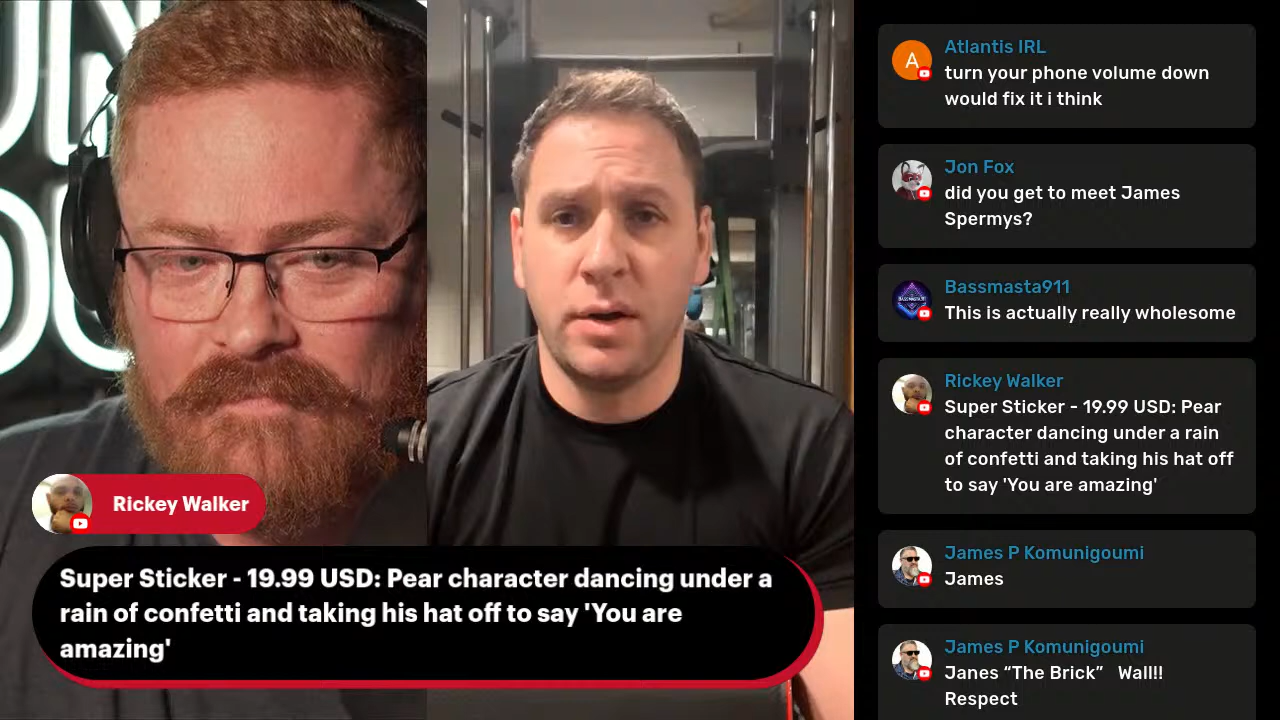 Atlantis IRL
turn your phone volume down
would fix it i think
Jon Fox
did you get to meet James
Spermys?
Bassmasta911
This is actually really wholesome
Rickey Walker
Super Sticker - 19.99 USD: Pear
character dancing under a rain
of confetti and taking his hat off
to say 'You are amazing'
James P Komunigoumi
James
James P Komunigoumi
Janes “The Brick”   Wall!!
Respect
Rickey Walker
Super Sticker - 19.99 USD: Pear character dancing under a
rain of confetti and taking his hat off to say 'You are
amazing'
A